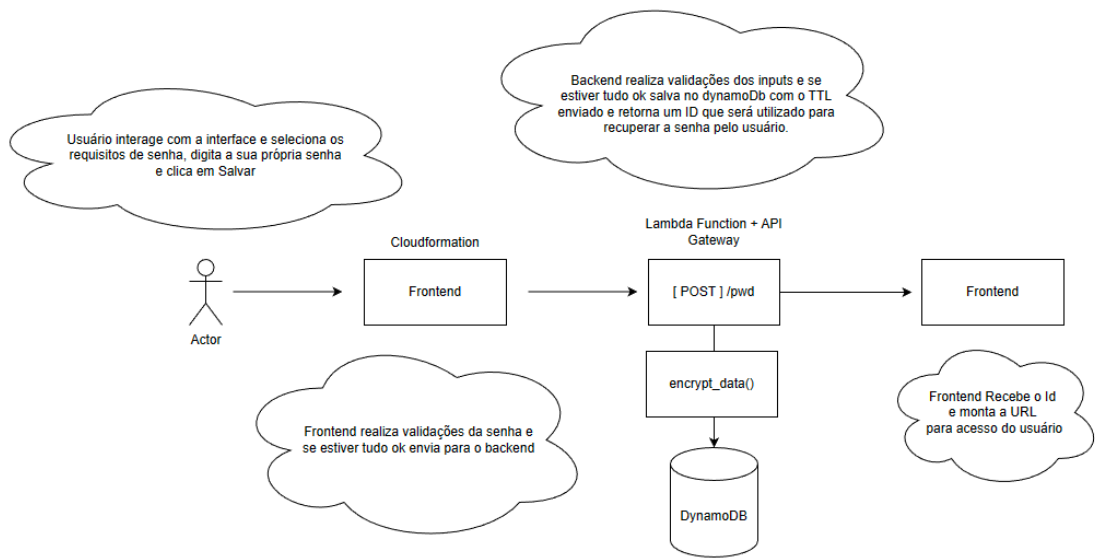 Backend realiza validações dos inputs e se
estiver tudo ok salva no dynamoDb com o TTL
enviado e retorna um ID que será utilizado para
recuperar a senha pelo usuário.
Usuário interage com a interface e seleciona os
requisitos de senha, digita a sua própria senha
e clica em Salvar
Lambda Function + API
Gateway
Cloudformation
Frontend
[ POST ] /pwd
Frontend
Actor
encrypt_data()
Frontend Recebe o Id
e monta a URL
para acesso do usuário
Frontend realiza validações da senha e
se estiver tudo ok envia para o backend
DynamoDB